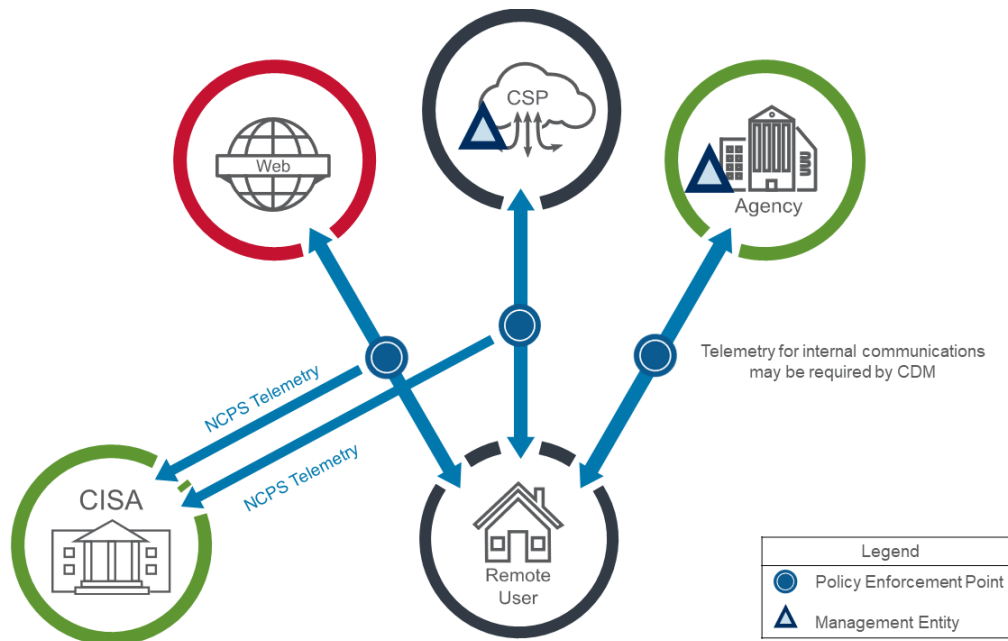 CSP
Web
Agency
Telemetry for internal communications
may be required by CDM
NCPS Telemetry
NCPS Telemetry
CISA
Remote
User
Legend
Policy Enforcement Point
Management Entity